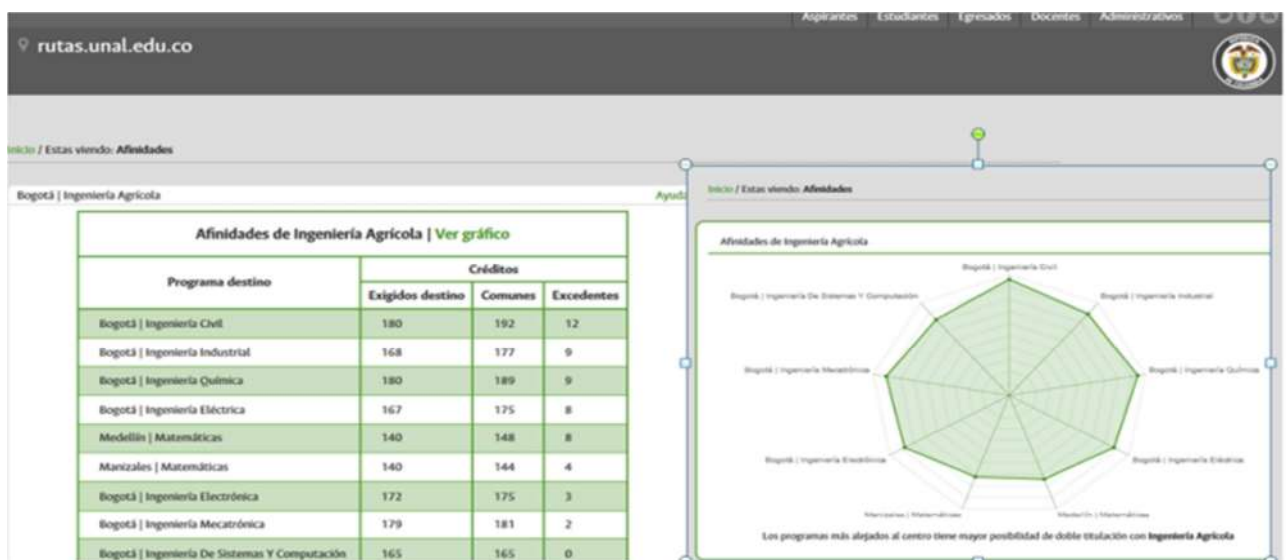 Aspirantes Estudiantes Egresados Docentes Administrativos
rutas.unal.edu.co
Inicio / Estas viendo: Afinidades
Bogotá | Ingeniería Agrícola Ayuda
Afinidades de Ingeniería Agrícola | Ver gráfico
Programa destino Créditos
Exigidos destino Comunes Excedentes
Bogotá | Ingeniería Civil 180 192 12
Bogotá | Ingeniería Industrial 168 177 9
Bogotá | Ingeniería Química 180 189 9
Bogotá | Ingeniería Eléctrica 167 175 8
Medellín | Matemáticas 140 148 8
Manizales | Matemáticas 140 144 4
Bogotá | Ingeniería Electrónica 172 175 3
Bogotá | Ingeniería Mecatrónica 179 181 2
Bogotá | Ingeniería De Sistemas Y Computación 165 165 0
Inicio / Estas viendo: Afinidades
Afinidades de Ingeniería Agrícola
Bogotá | Ingeniería Civil
Bogotá | Ingeniería De Sistemas Y Computación
Bogotá | Ingeniería Industrial
Bogotá | Ingeniería Mecatrónica
Bogotá | Ingeniería Química
Bogotá | Ingeniería Electrónica
Bogotá | Ingeniería Eléctrica
Manizales | Matemáticas
Medellín | Matemáticas
Los programas más alejados al centro tiene mayor posibilidad de doble titulación con Ingeniería Agrícola